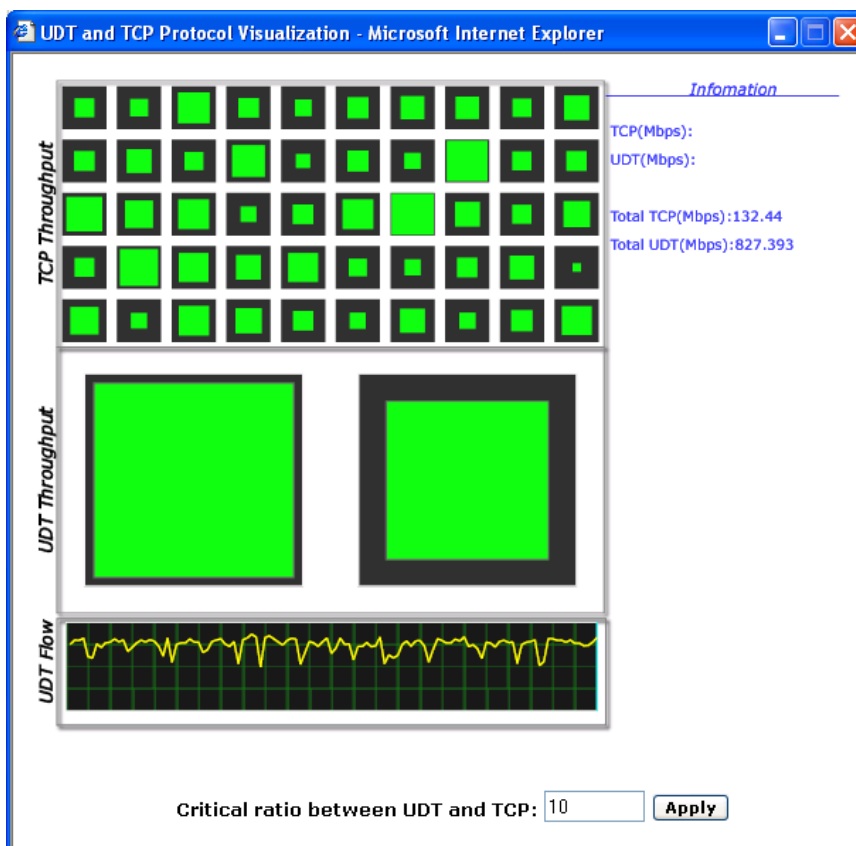 UDT and TCP Protocol Visualization - Microsoft Internet Explorer
TCP Throughput
Infomation
TCP(Mbps):
UDT(Mbps):
Total TCP(Mbps):132.44
Total UDT(Mbps):827.393
UDT Throughput
UDT Flow
Critical ratio between UDT and TCP: 10 Apply